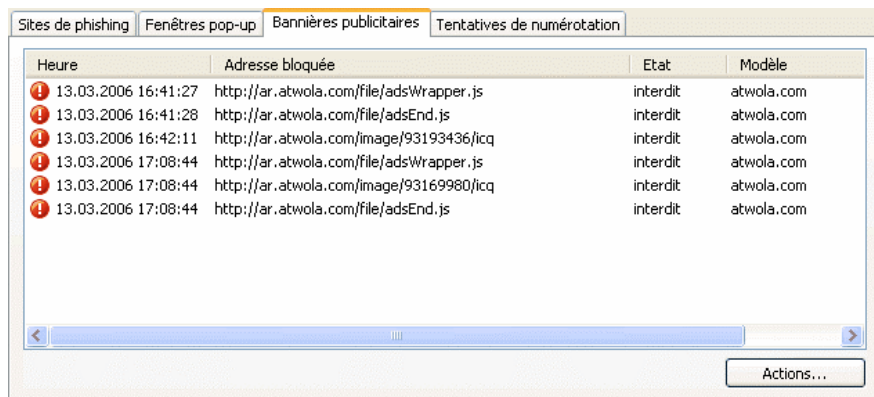 Sites de phishing Fenêtres pop-up Bannières publicitaires Tentatives de numérotation
Heure Adresse bloquée Etat Modèle
13.03.2006 16:41:27 http://ar.atwola.com/file/adsWrapper.js interdit atwola.com
13.03.2006 16:41:28 http://ar.atwola.com/file/adsEnd.js interdit atwola.com
13.03.2006 16:42:11 http://ar.atwola.com/image/93193436/icq interdit atwola.com
13.03.2006 17:08:44 http://ar.atwola.com/file/adsWrapper.js interdit atwola.com
13.03.2006 17:08:44 http://ar.atwola.com/image/93169980/icq interdit atwola.com
13.03.2006 17:08:44 http://ar.atwola.com/file/adsEnd.js interdit atwola.com
Actions...